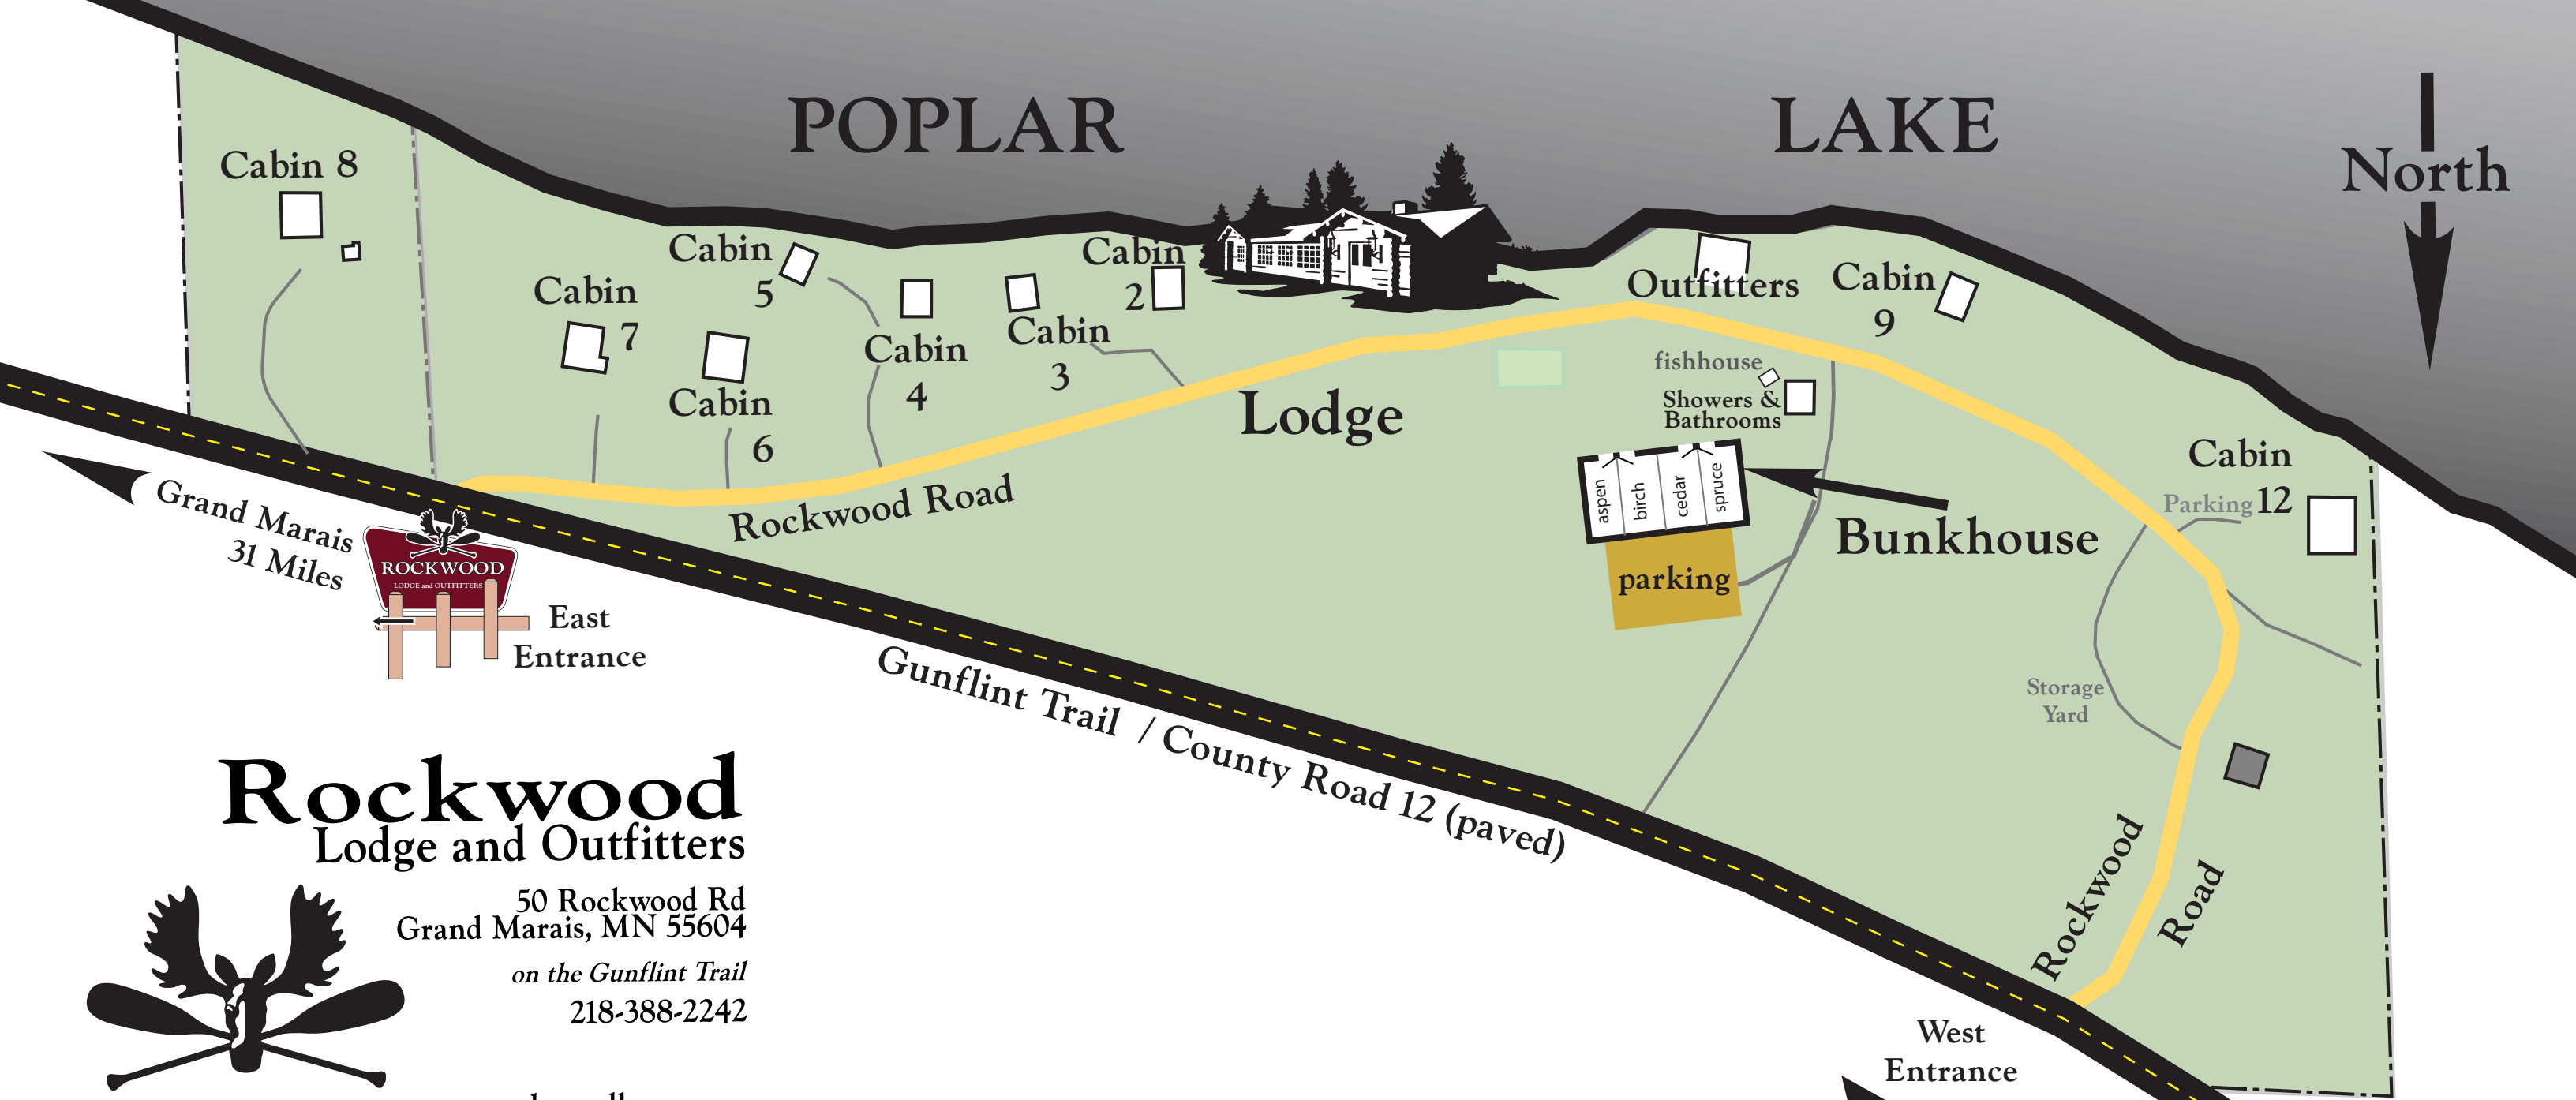 POPLAR LAKE
North
Cabin 8
Cabin
5
Cabin
7
Cabin
6
Cabin
4
Cabin
3
Cabin
2
Lodge
Outfitters
Cabin
9
fishhouse
Showers &
Bathrooms
aspen
birch
cedar
spruce
parking
Bunkhouse
Cabin
12
Parking
Storage
Yard
Rockwood Road
Rockwood
Road
Grand Marais
31 Miles
ROCKWOOD
LODGE and OUTFITTERS
East
Entrance
Gunflint Trail / County Road 12 (paved)
West
Entrance
Rockwood
Lodge and Outfitters
50 Rockwood Rd
Grand Marais, MN 55604
on the Gunflint Trail
218-388-2242